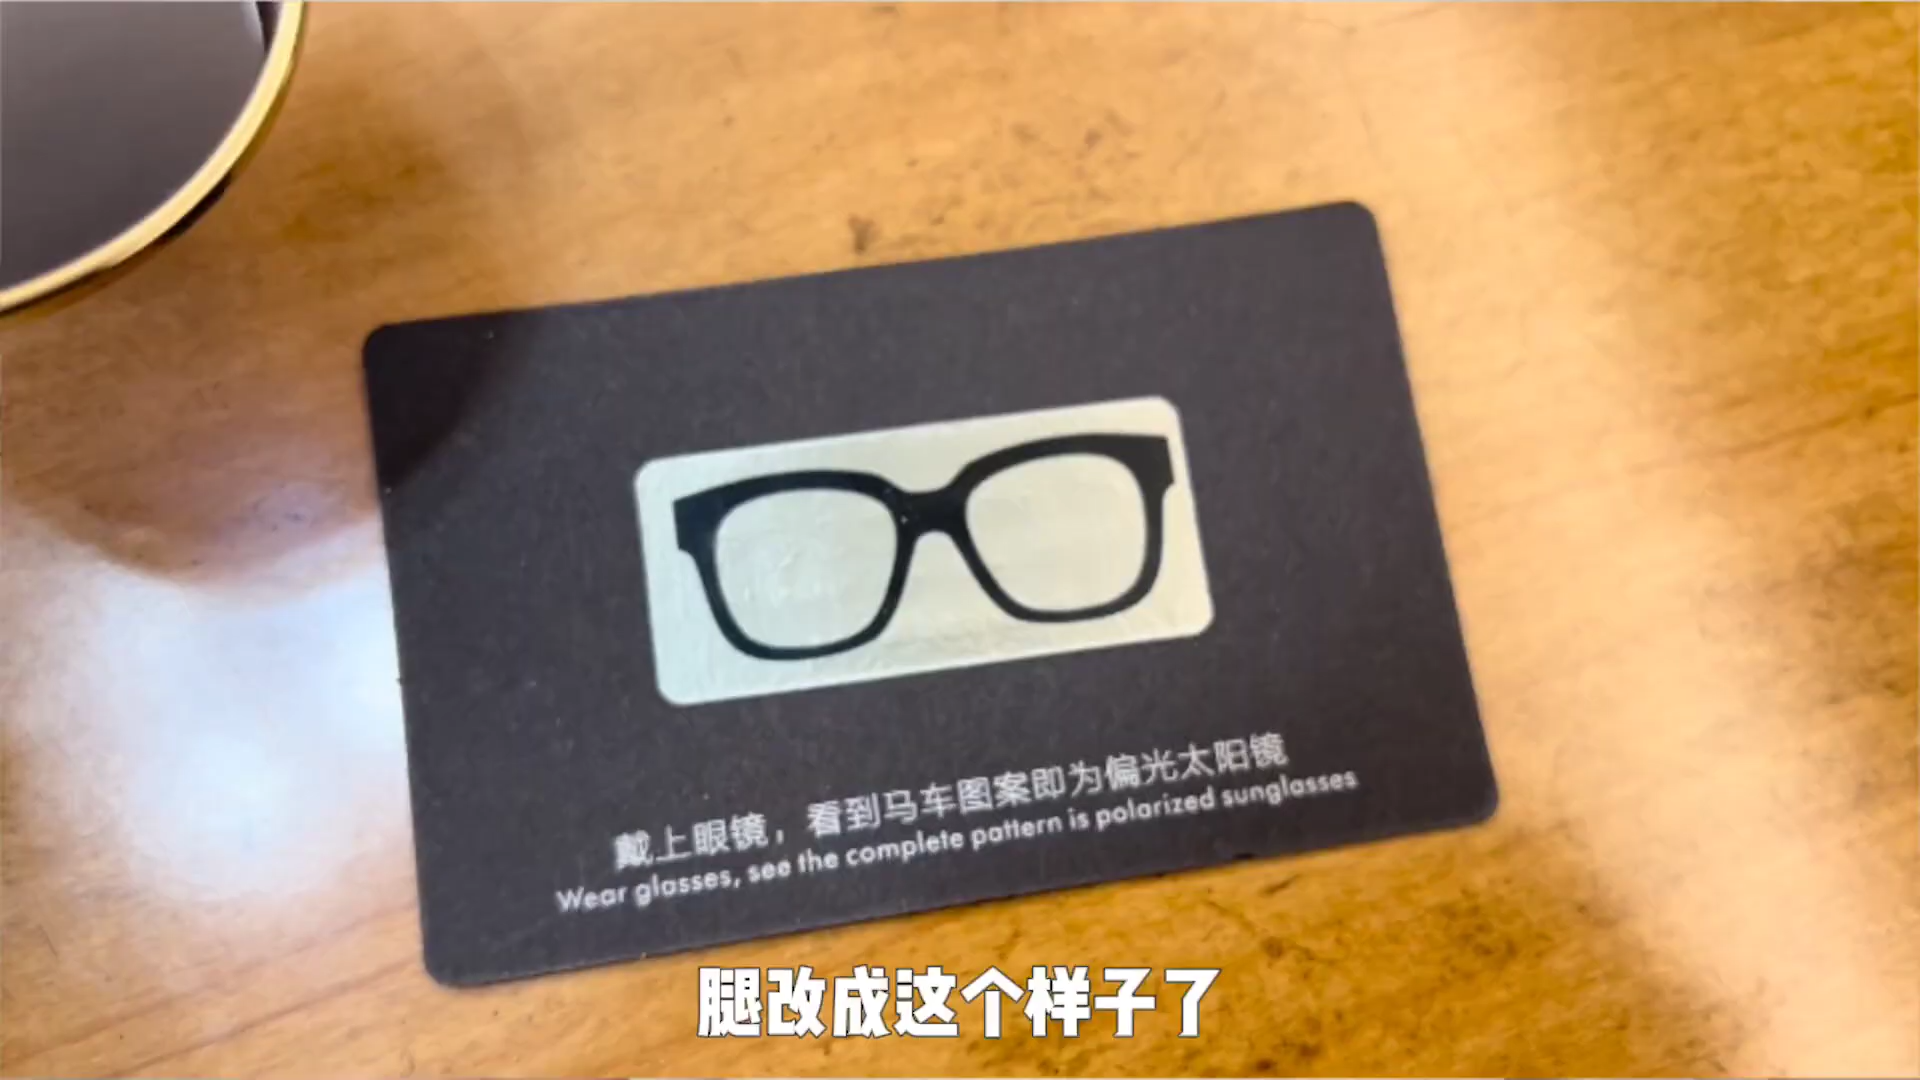 戴上眼镜，看到马车图案即为偏光太阳镜
Wear glasses, see the complete pattern is polarized sunglasses
腿改成这个样子了